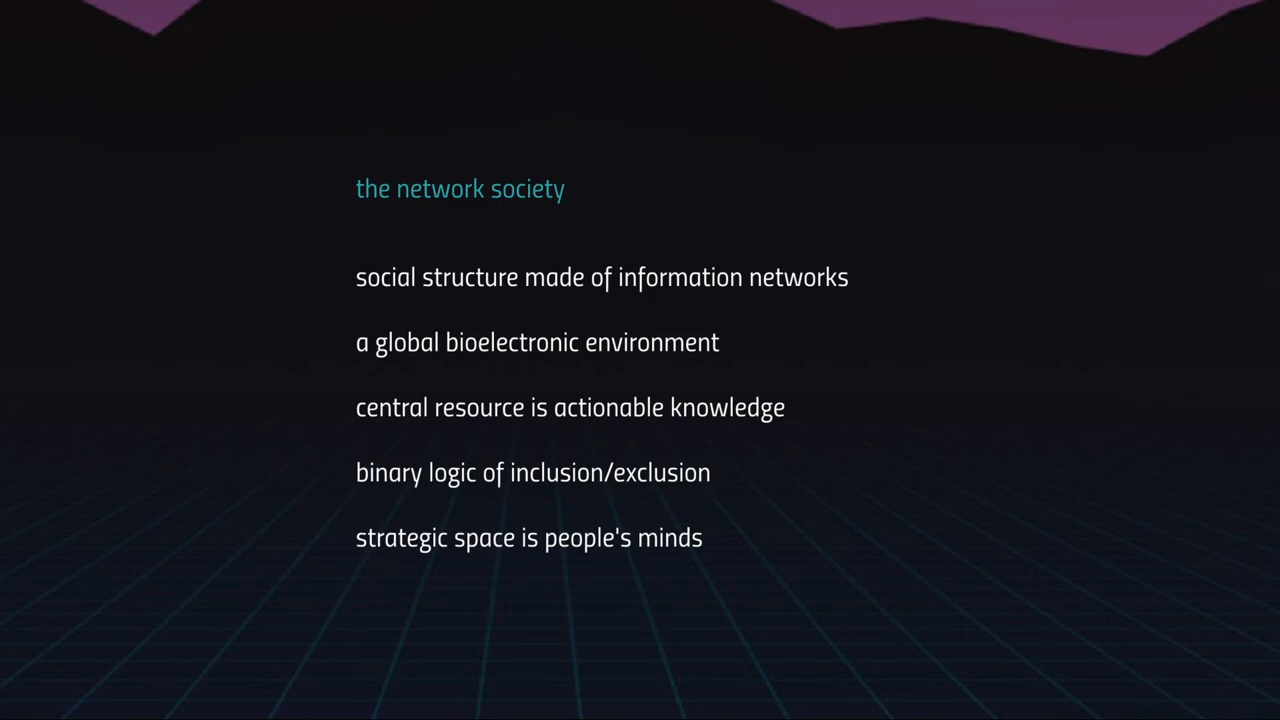 the network society
social structure made of information networks
a global bioelectronic environment
central resource is actionable knowledge
binary logic of inclusion/exclusion
strategic space is people's minds